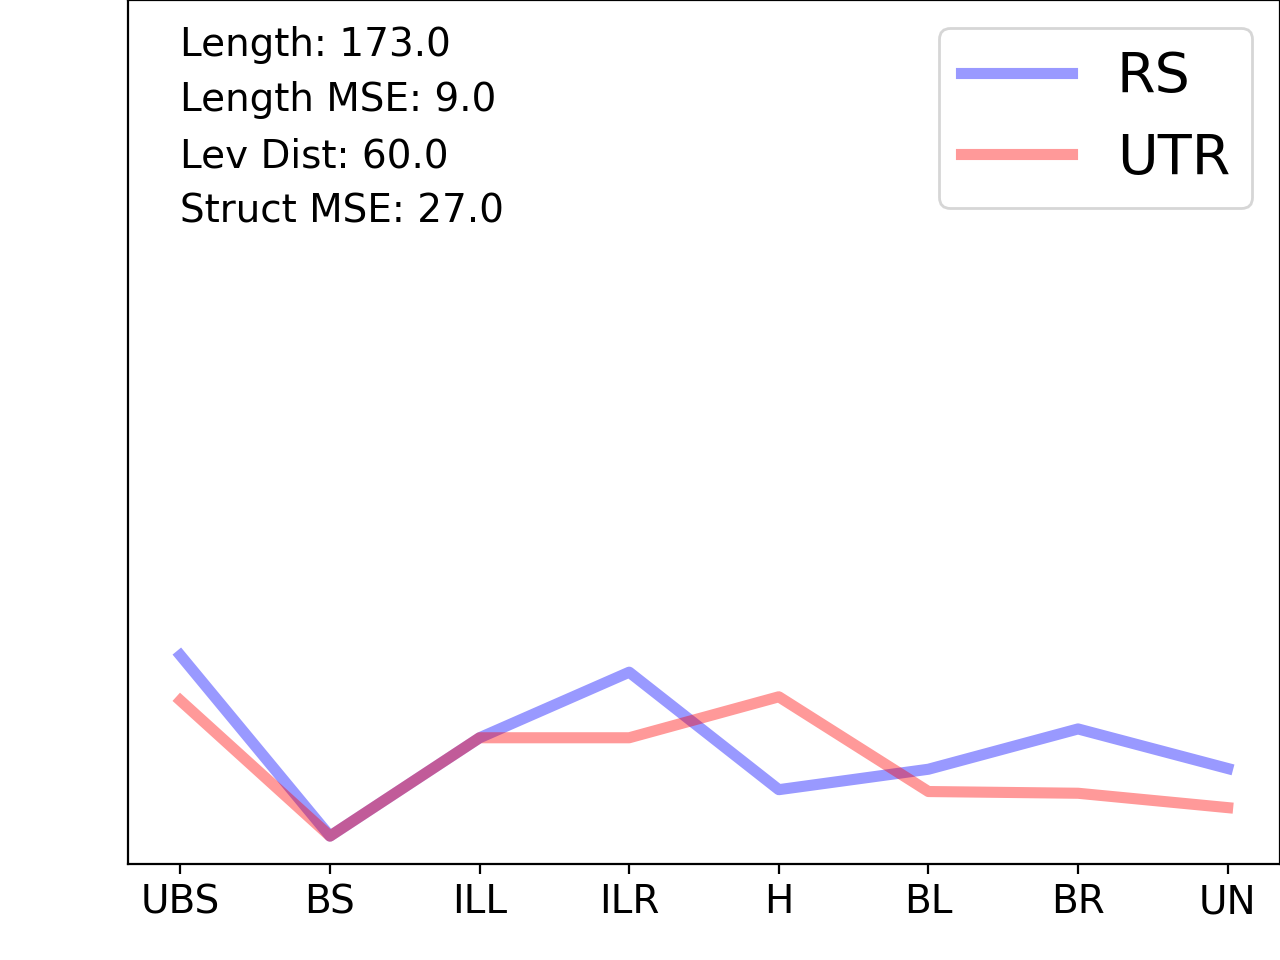 Length: 173.0
Length MSE: 9.0
Lev Dist: 60.0
Struct MSE: 27.0
RS
UTR
UBS BS ILL ILR H BL BR UN